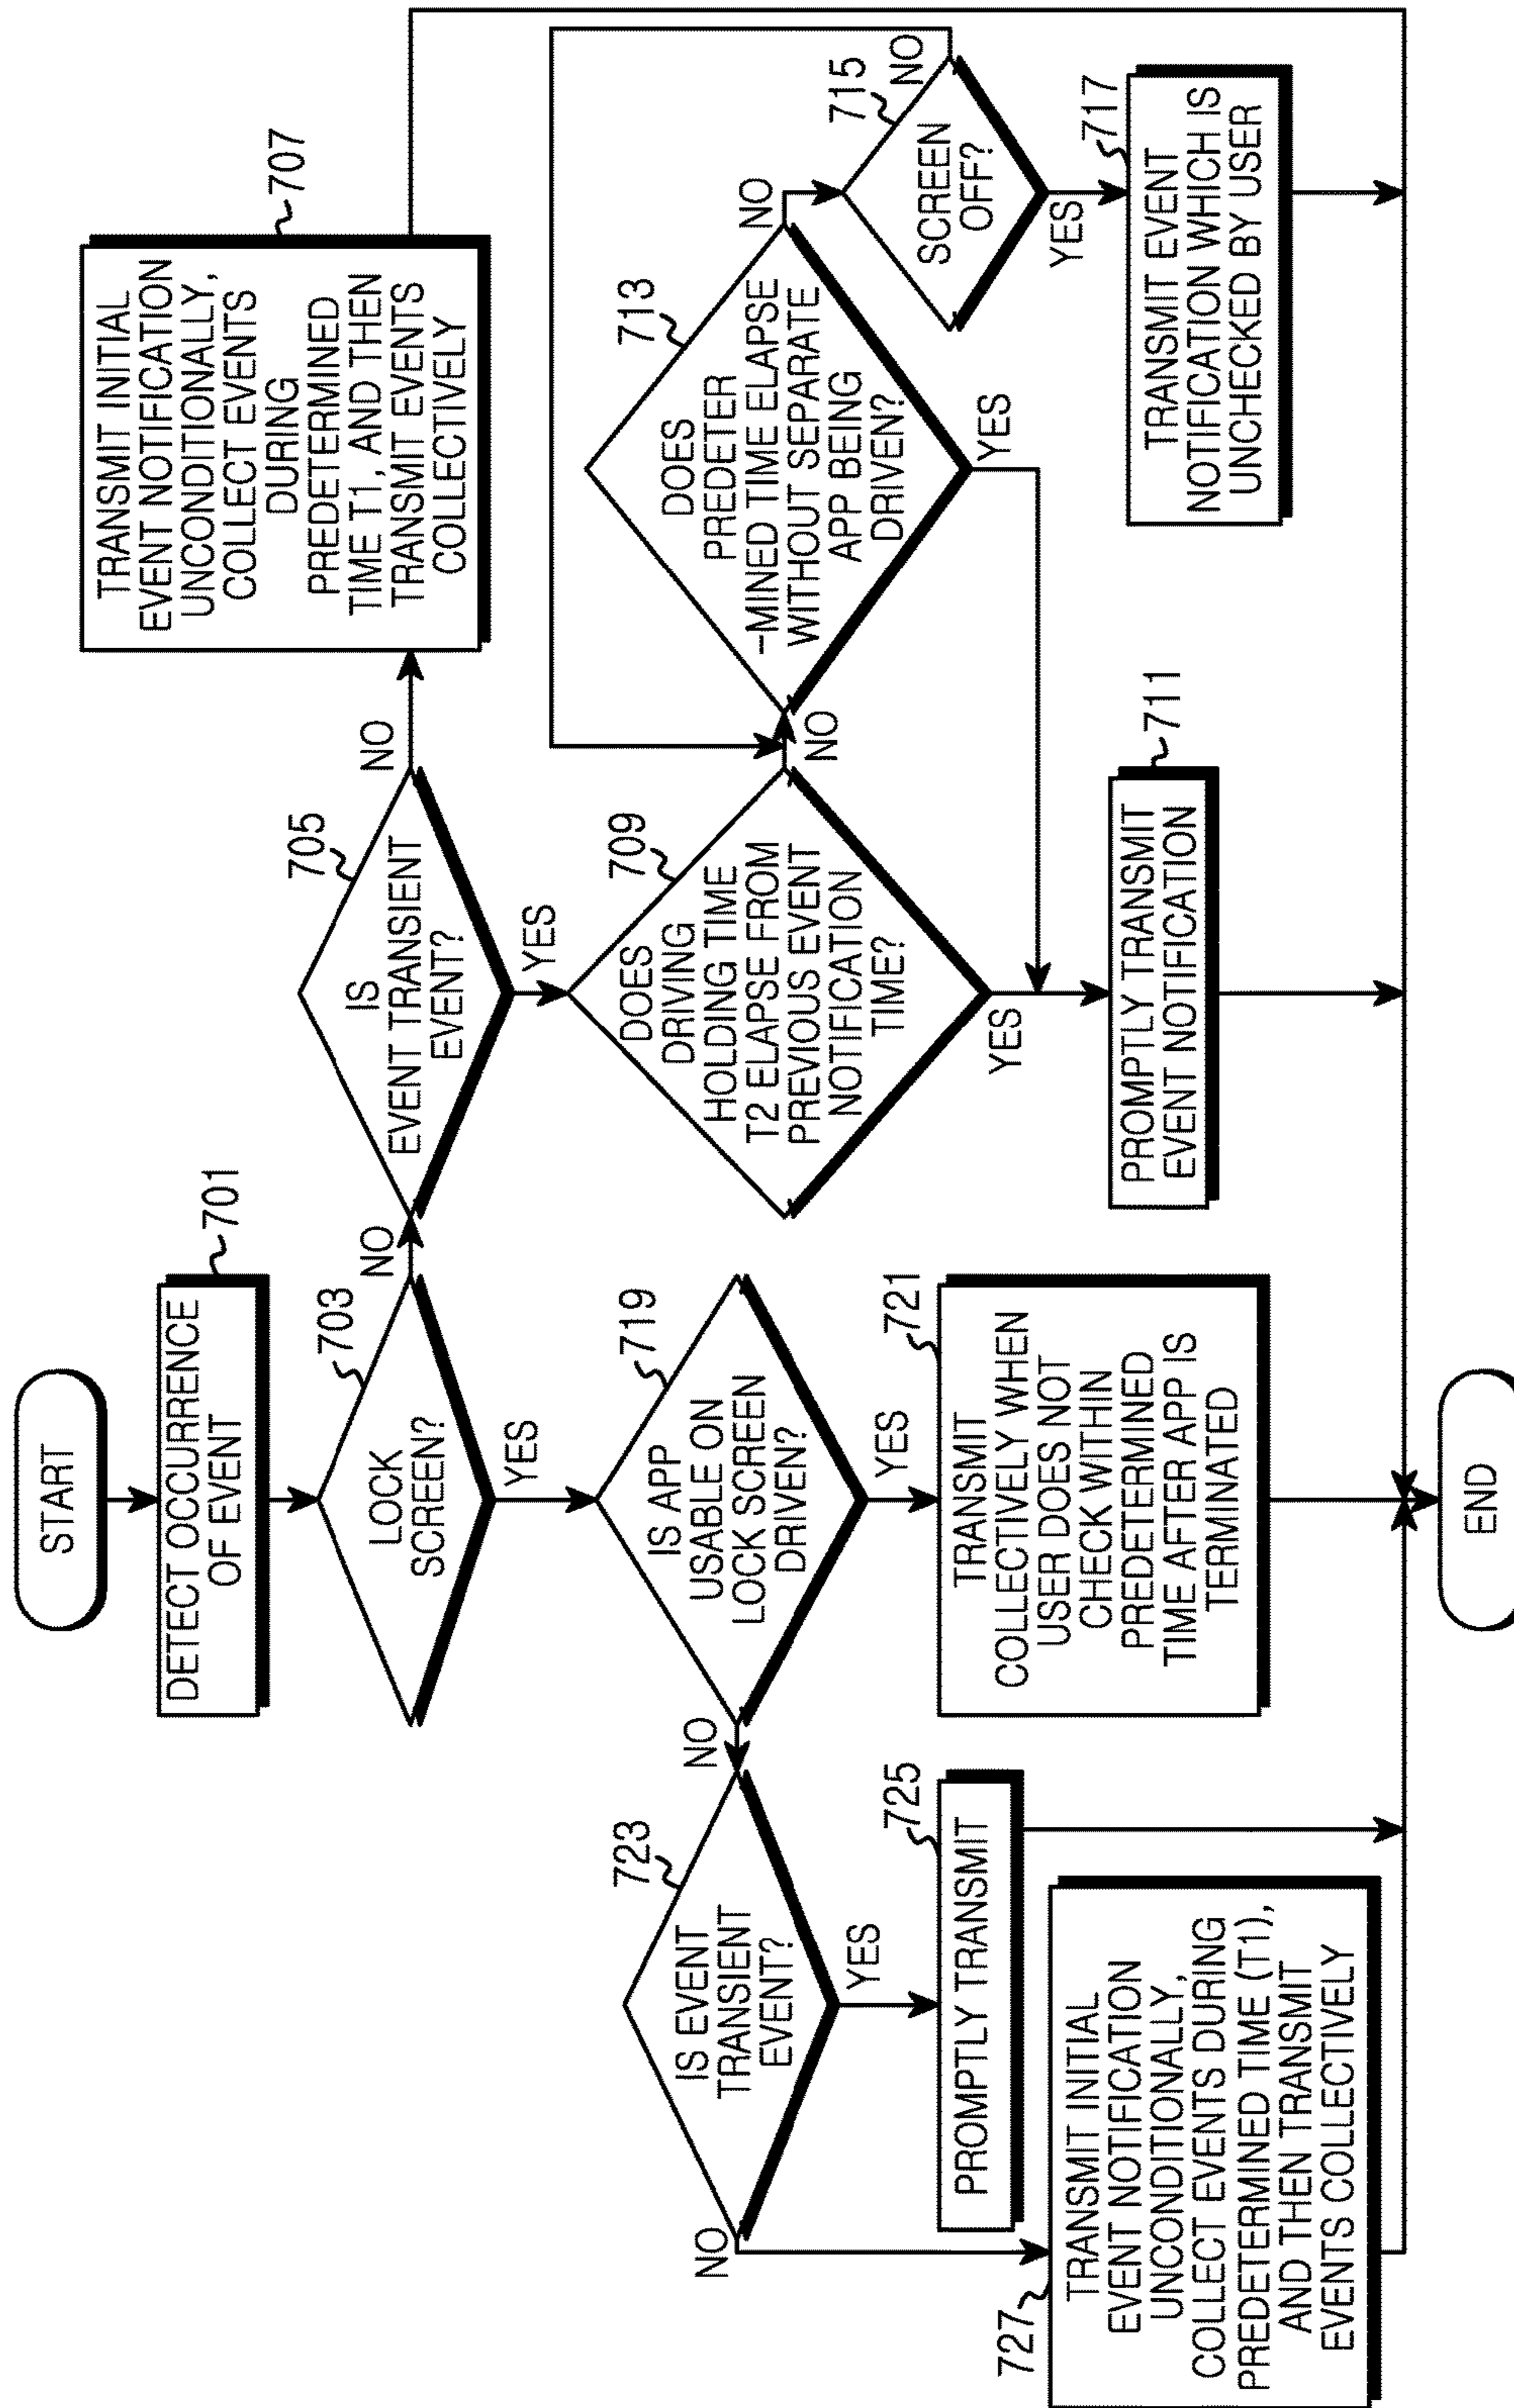 START
701
DETECT OCCURRENCE
OF EVENT
703
LOCK
SCREEN?
NO
YES
705
IS
EVENT TRANSIENT
EVENT?
NO
YES
707
TRANSMIT INITIAL
EVENT NOTIFICATION
UNCONDITIONALLY,
COLLECT EVENTS
DURING
PREDETERMINED
TIME T1, AND THEN
TRANSMIT EVENTS
COLLECTIVELY
709
DOES
DRIVING
HOLDING TIME
T2 ELAPSE FROM
PREVIOUS EVENT
NOTIFICATION
TIME?
NO
YES
711
PROMPTLY TRANSMIT
EVENT NOTIFICATION
713
DOES
PREDETER
-MINED TIME ELAPSE
WITHOUT SEPARATE
APP BEING
DRIVEN?
NO
YES
715
SCREEN
OFF?
NO
YES
717
TRANSMIT EVENT
NOTIFICATION WHICH IS
UNCHECKED BY USER
719
IS APP
USABLE ON
LOCK SCREEN
DRIVEN?
NO
YES
721
TRANSMIT
COLLECTIVELY WHEN
USER DOES NOT
CHECK WITHIN
PREDETERMINED
TIME AFTER APP IS
TERMINATED
723
IS EVENT
TRANSIENT
EVENT?
NO
YES
725
PROMPTLY TRANSMIT
727
TRANSMIT INITIAL
EVENT NOTIFICATION
UNCONDITIONALLY,
COLLECT EVENTS DURING
PREDETERMINED TIME (T1),
AND THEN TRANSMIT
EVENTS COLLECTIVELY
END